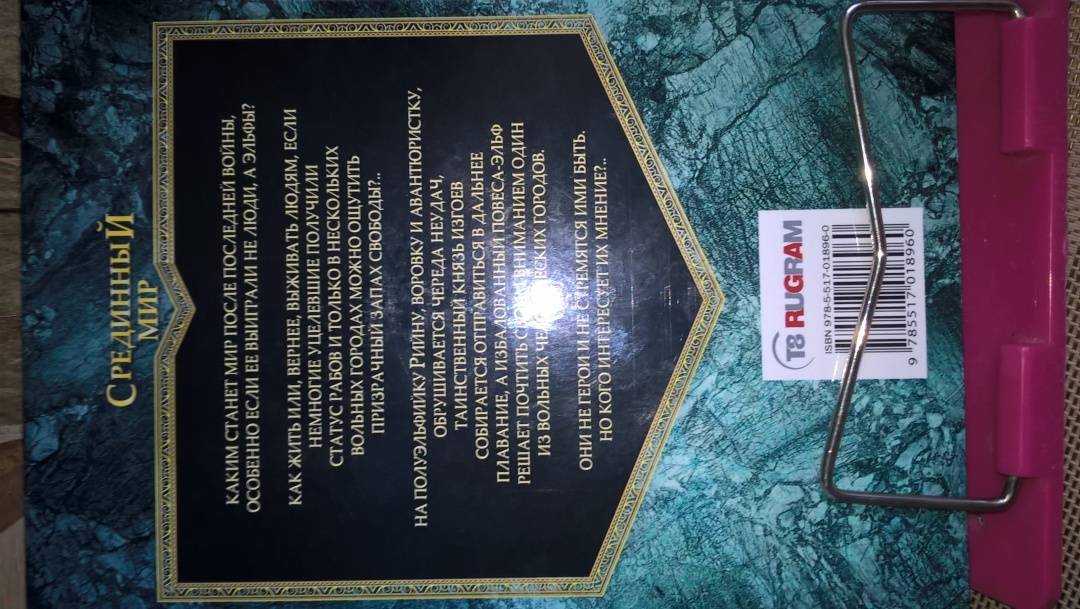 СРЕДИННЫЙ
МИР
КАКИМ СТАНЕТ МИР ПОСЛЕ ПОСЛЕДНЕЙ ВОЙНЫ,
ОСОБЕННО ЕСЛИ ЕЕ ВЫИГРАЛИ НЕ ЛЮДИ, А ЭЛЬФЫ?
КАК ЖИТЬ ИЛИ, ВЕРНЕЕ, ВЫЖИВАТЬ ЛЮДЯМ, ЕСЛИ
НЕМНОГИЕ УЦЕЛЕВШИЕ ПОЛУЧИЛИ
СТАТУС РАБОВ И ТОЛЬКО В НЕСКОЛЬКИХ
ВОЛЬНЫХ ГОРОДАХ МОЖНО ОЩУТИТЬ
ПРИЗРАЧНЫЙ ЗАПАХ СВОБОДЫ?..
НА ПОЛУЭЛЬФИЙКУ РИИНУ, ВОРОВКУ И АВАНТЮРИСТКУ,
ОБРУШИВАЕТСЯ ЧЕРЕДА НЕУДАЧ,
ТАИНСТВЕННЫЙ КНЯЗЬ ИЗГОЕВ
СОБИРАЕТСЯ ОТПРАВИТЬСЯ В ДАЛЬНЕЕ
ПЛАВАНИЕ, А ИЗБАЛОВАННЫЙ ПОВЕСА-ЭЛЬФ
РЕШАЕТ ПОЧТИТЬ СВОИМ ВНИМАНИЕМ ОДИН
ИЗ ВОЛЬНЫХ ЧЕЛОВЕЧЕСКИХ ГОРОДОВ.
ОНИ НЕ ГЕРОИ И НЕ СТРЕМЯТСЯ ИМИ БЫТЬ.
НО КОГО ИНТЕРЕСУЕТ ИХ МНЕНИЕ?..
T8 RUGRAM
ISBN 978-5-517-01896-0
9 785517 018960